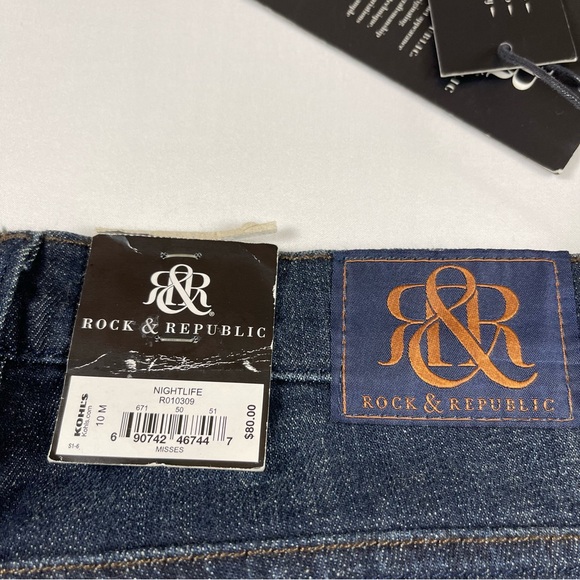 R&R
ROCK & REPUBLIC
NIGHTLIFE
R010309
671 50 51
6 90742 46744 7
MISSES
KOHL'S
Kohls.com
10 M
51-A
$80.00
R&R
ROCK & REPUBLIC